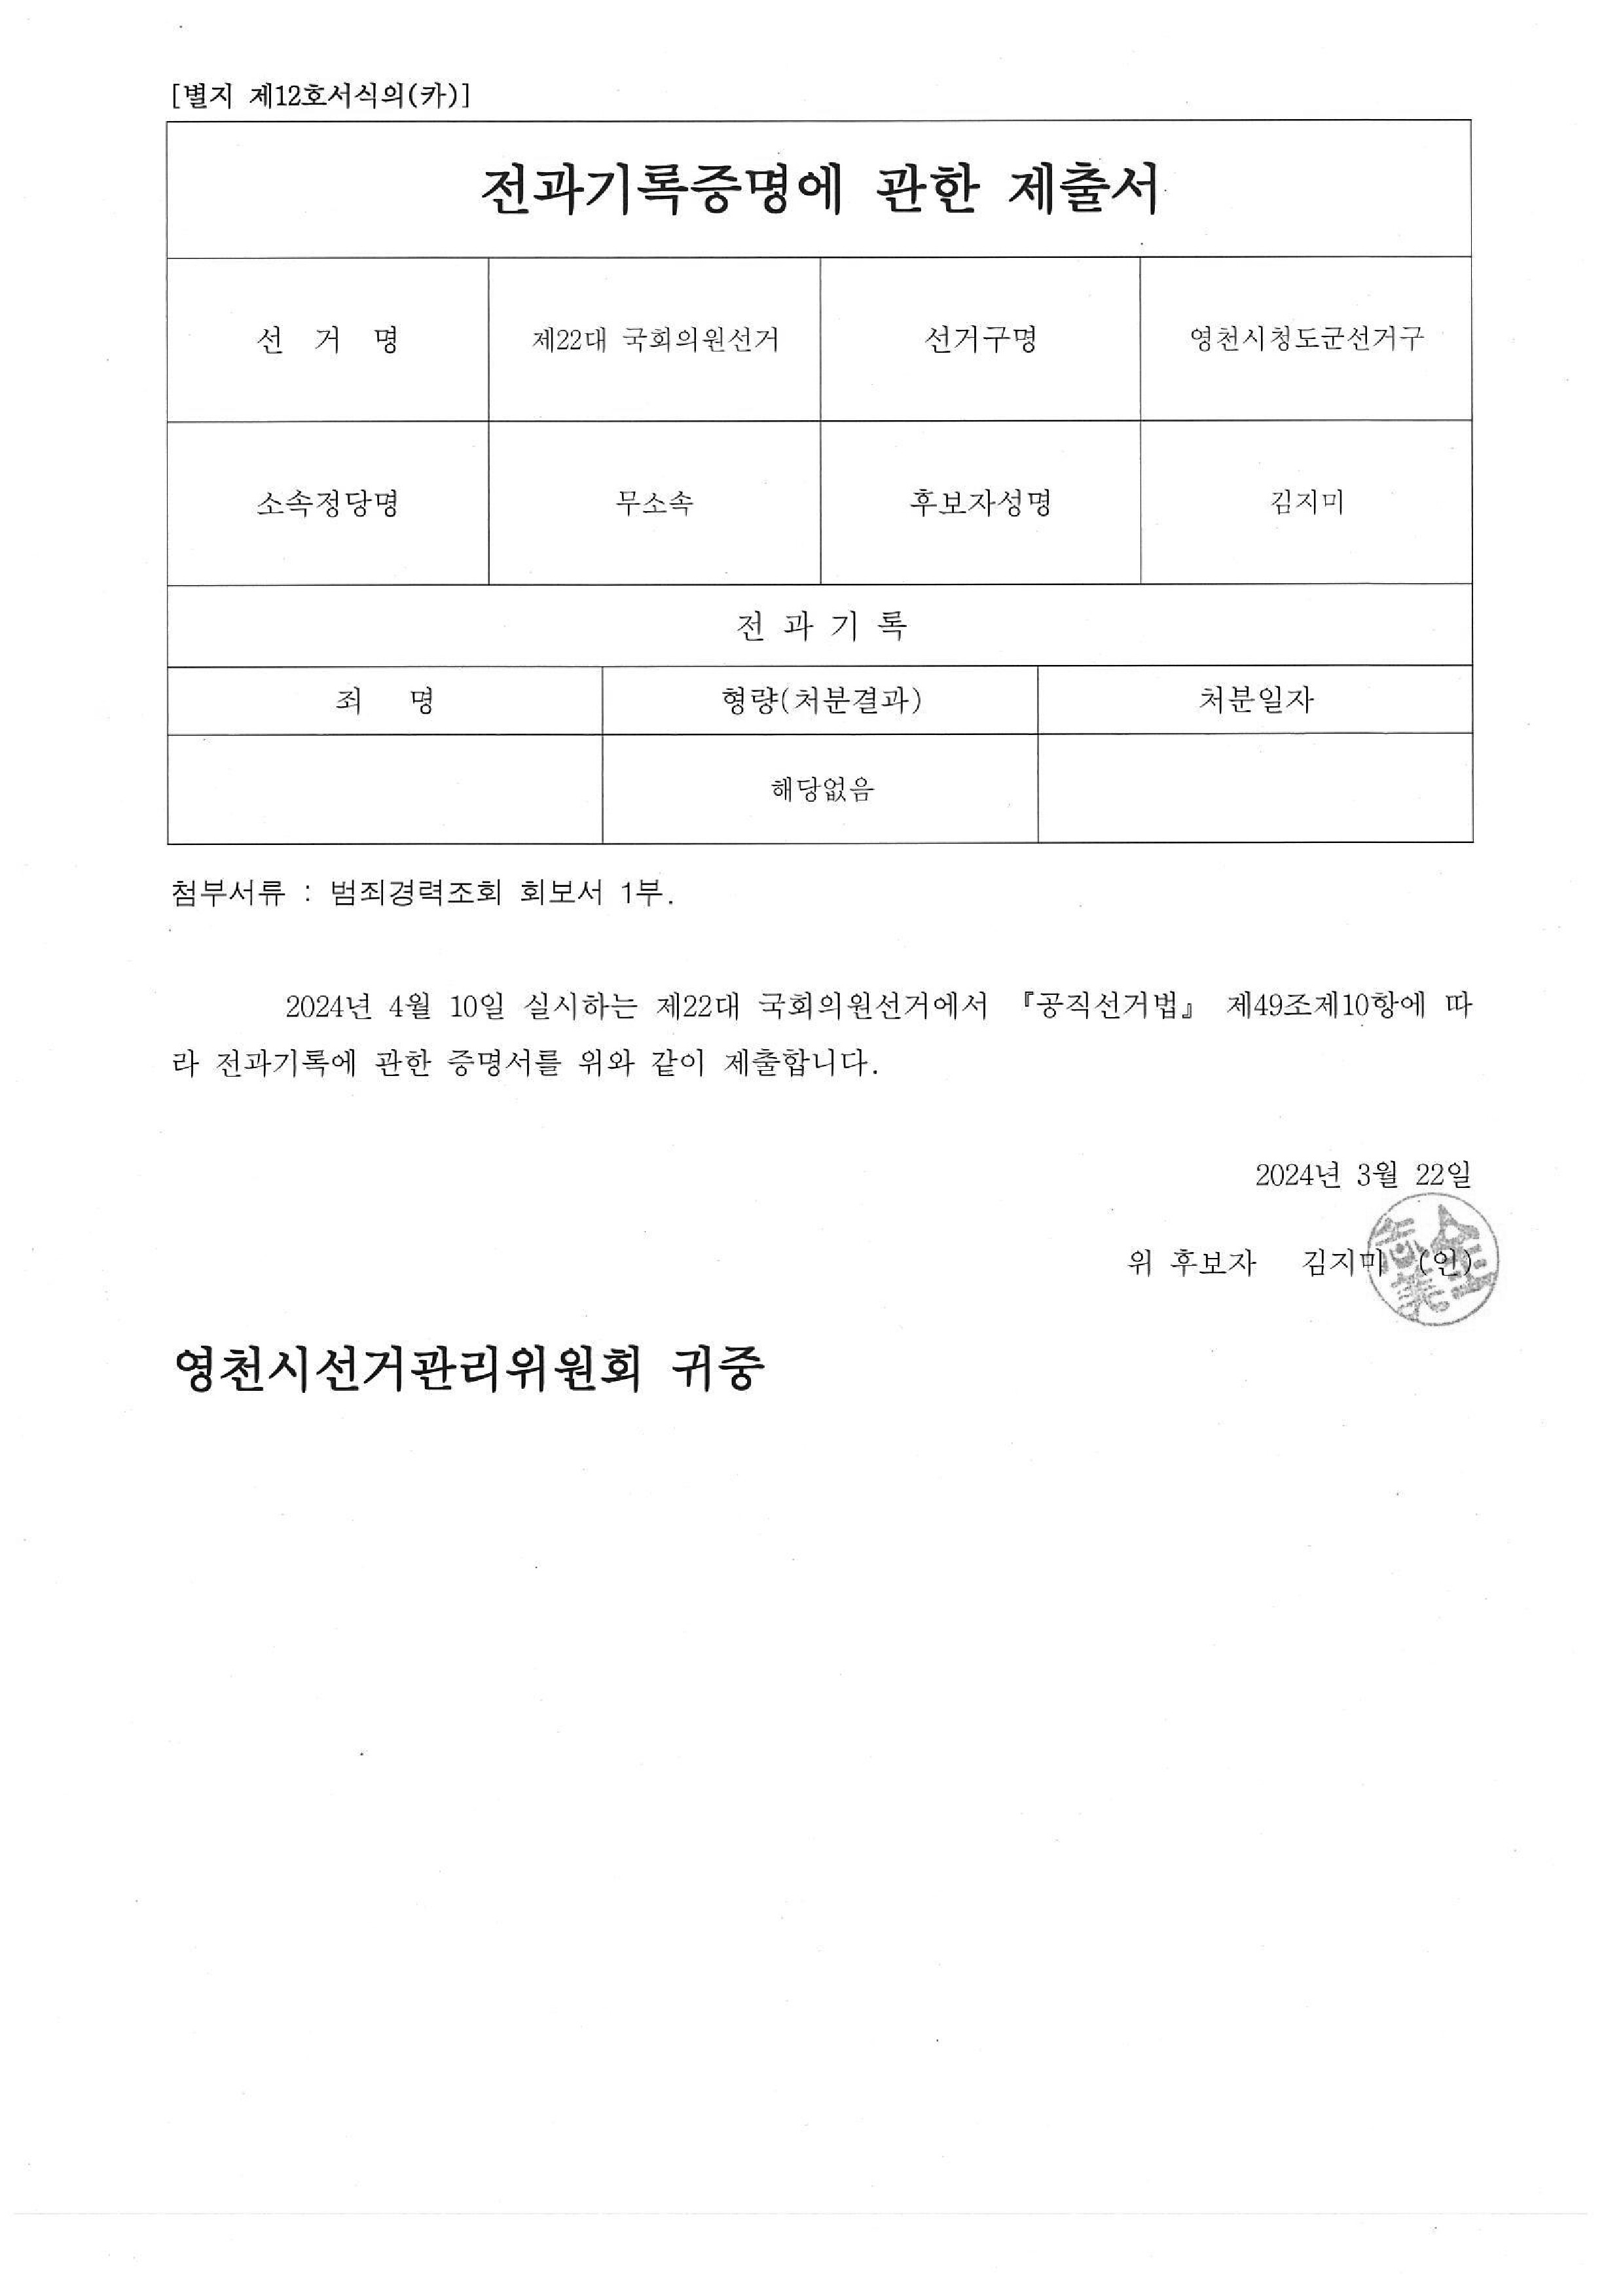 [별지 제12호서식의(카)]
전과기록증명에 관한 제출서
선 거 명 제22대 국회의원선거 선거구명 영천시청도군선거구
소속정당명 무소속 후보자성명 김지미
전 과 기 록
죄 명 형량(처분결과) 처분일자
해당없음
첨부서류 : 범죄경력조회 회보서 1부.
2024년 4월 10일 실시하는 제22대 국회의원선거에서 『공직선거법』 제49조제10항에 따
라 전과기록에 관한 증명서를 위와 같이 제출합니다.
2024년 3월 22일
위 후보자 김지미 (인)
영천시선거관리위원회 귀중